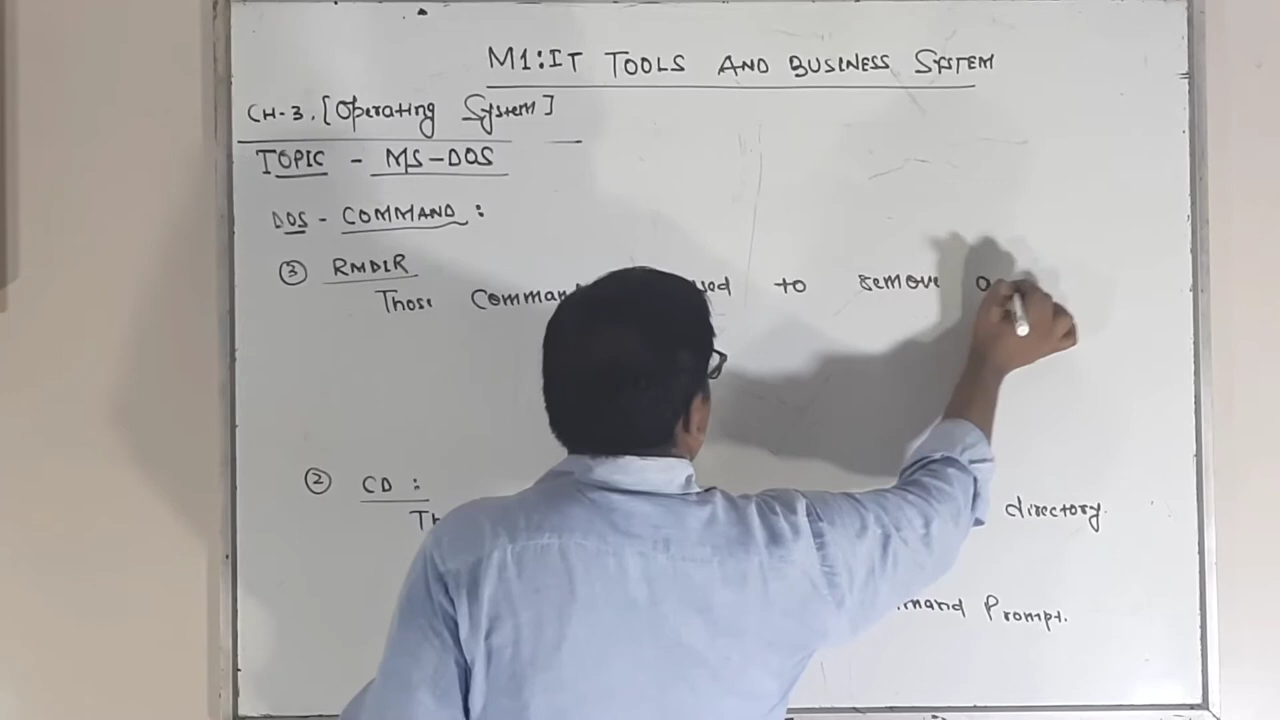 M1:IT TOOLS AND BUSINESS SYSTEM
CH-3. [Operating System]
TOPIC - MS-DOS
DOS - COMMAND :
③ RMDIR
Those to remove
② CD :
directory.
Prompt.